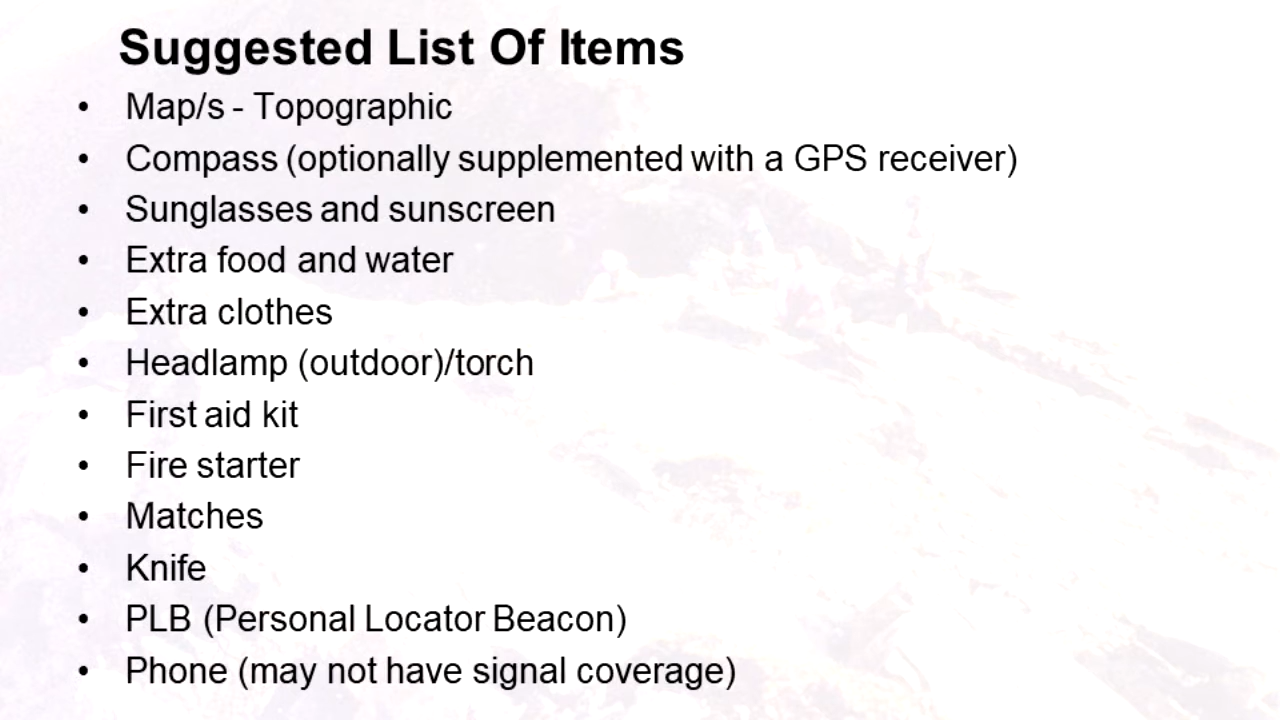 Suggested List Of Items
• Map/s - Topographic
• Compass (optionally supplemented with a GPS receiver)
• Sunglasses and sunscreen
• Extra food and water
• Extra clothes
• Headlamp (outdoor)/torch
• First aid kit
• Fire starter
• Matches
• Knife
• PLB (Personal Locator Beacon)
• Phone (may not have signal coverage)